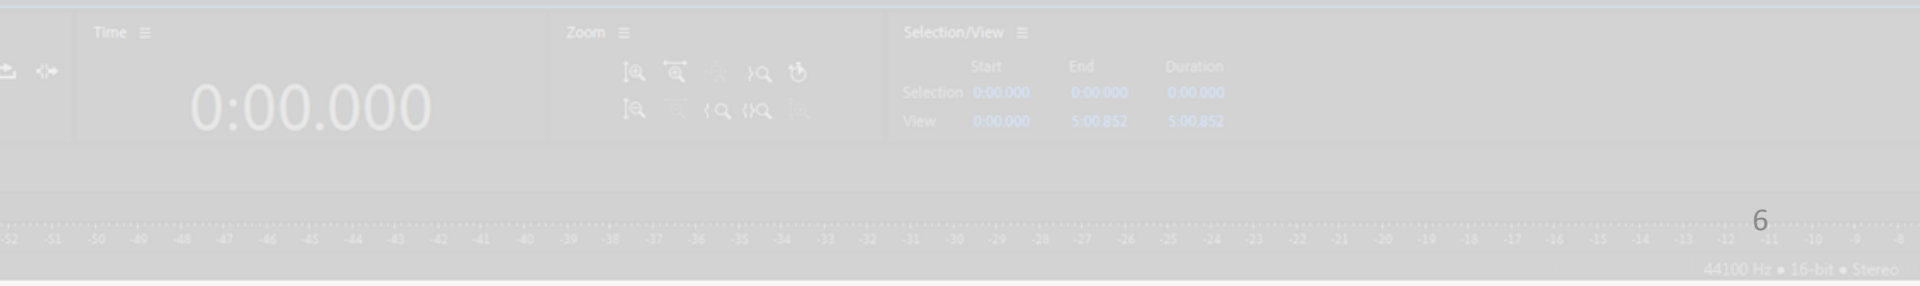 Time
0:00.000
Zoom
Selection/View
Start End Duration
Selection 0:00.000 0:00.000 0:00.000
View 0:00.000 5:00.852 5:00.852
6
-52 -51 -50 -49 -48 -47 -46 -45 -44 -43 -42 -41 -40 -39 -38 -37 -36 -35 -34 -33 -32 -31 -30 -29 -28 -27 -26 -25 -24 -23 -22 -21 -20 -19 -18 -17 -16 -15 -14 -13 -12 -11 -10 -9 -8
44100 Hz ● 16-bit ● Stereo